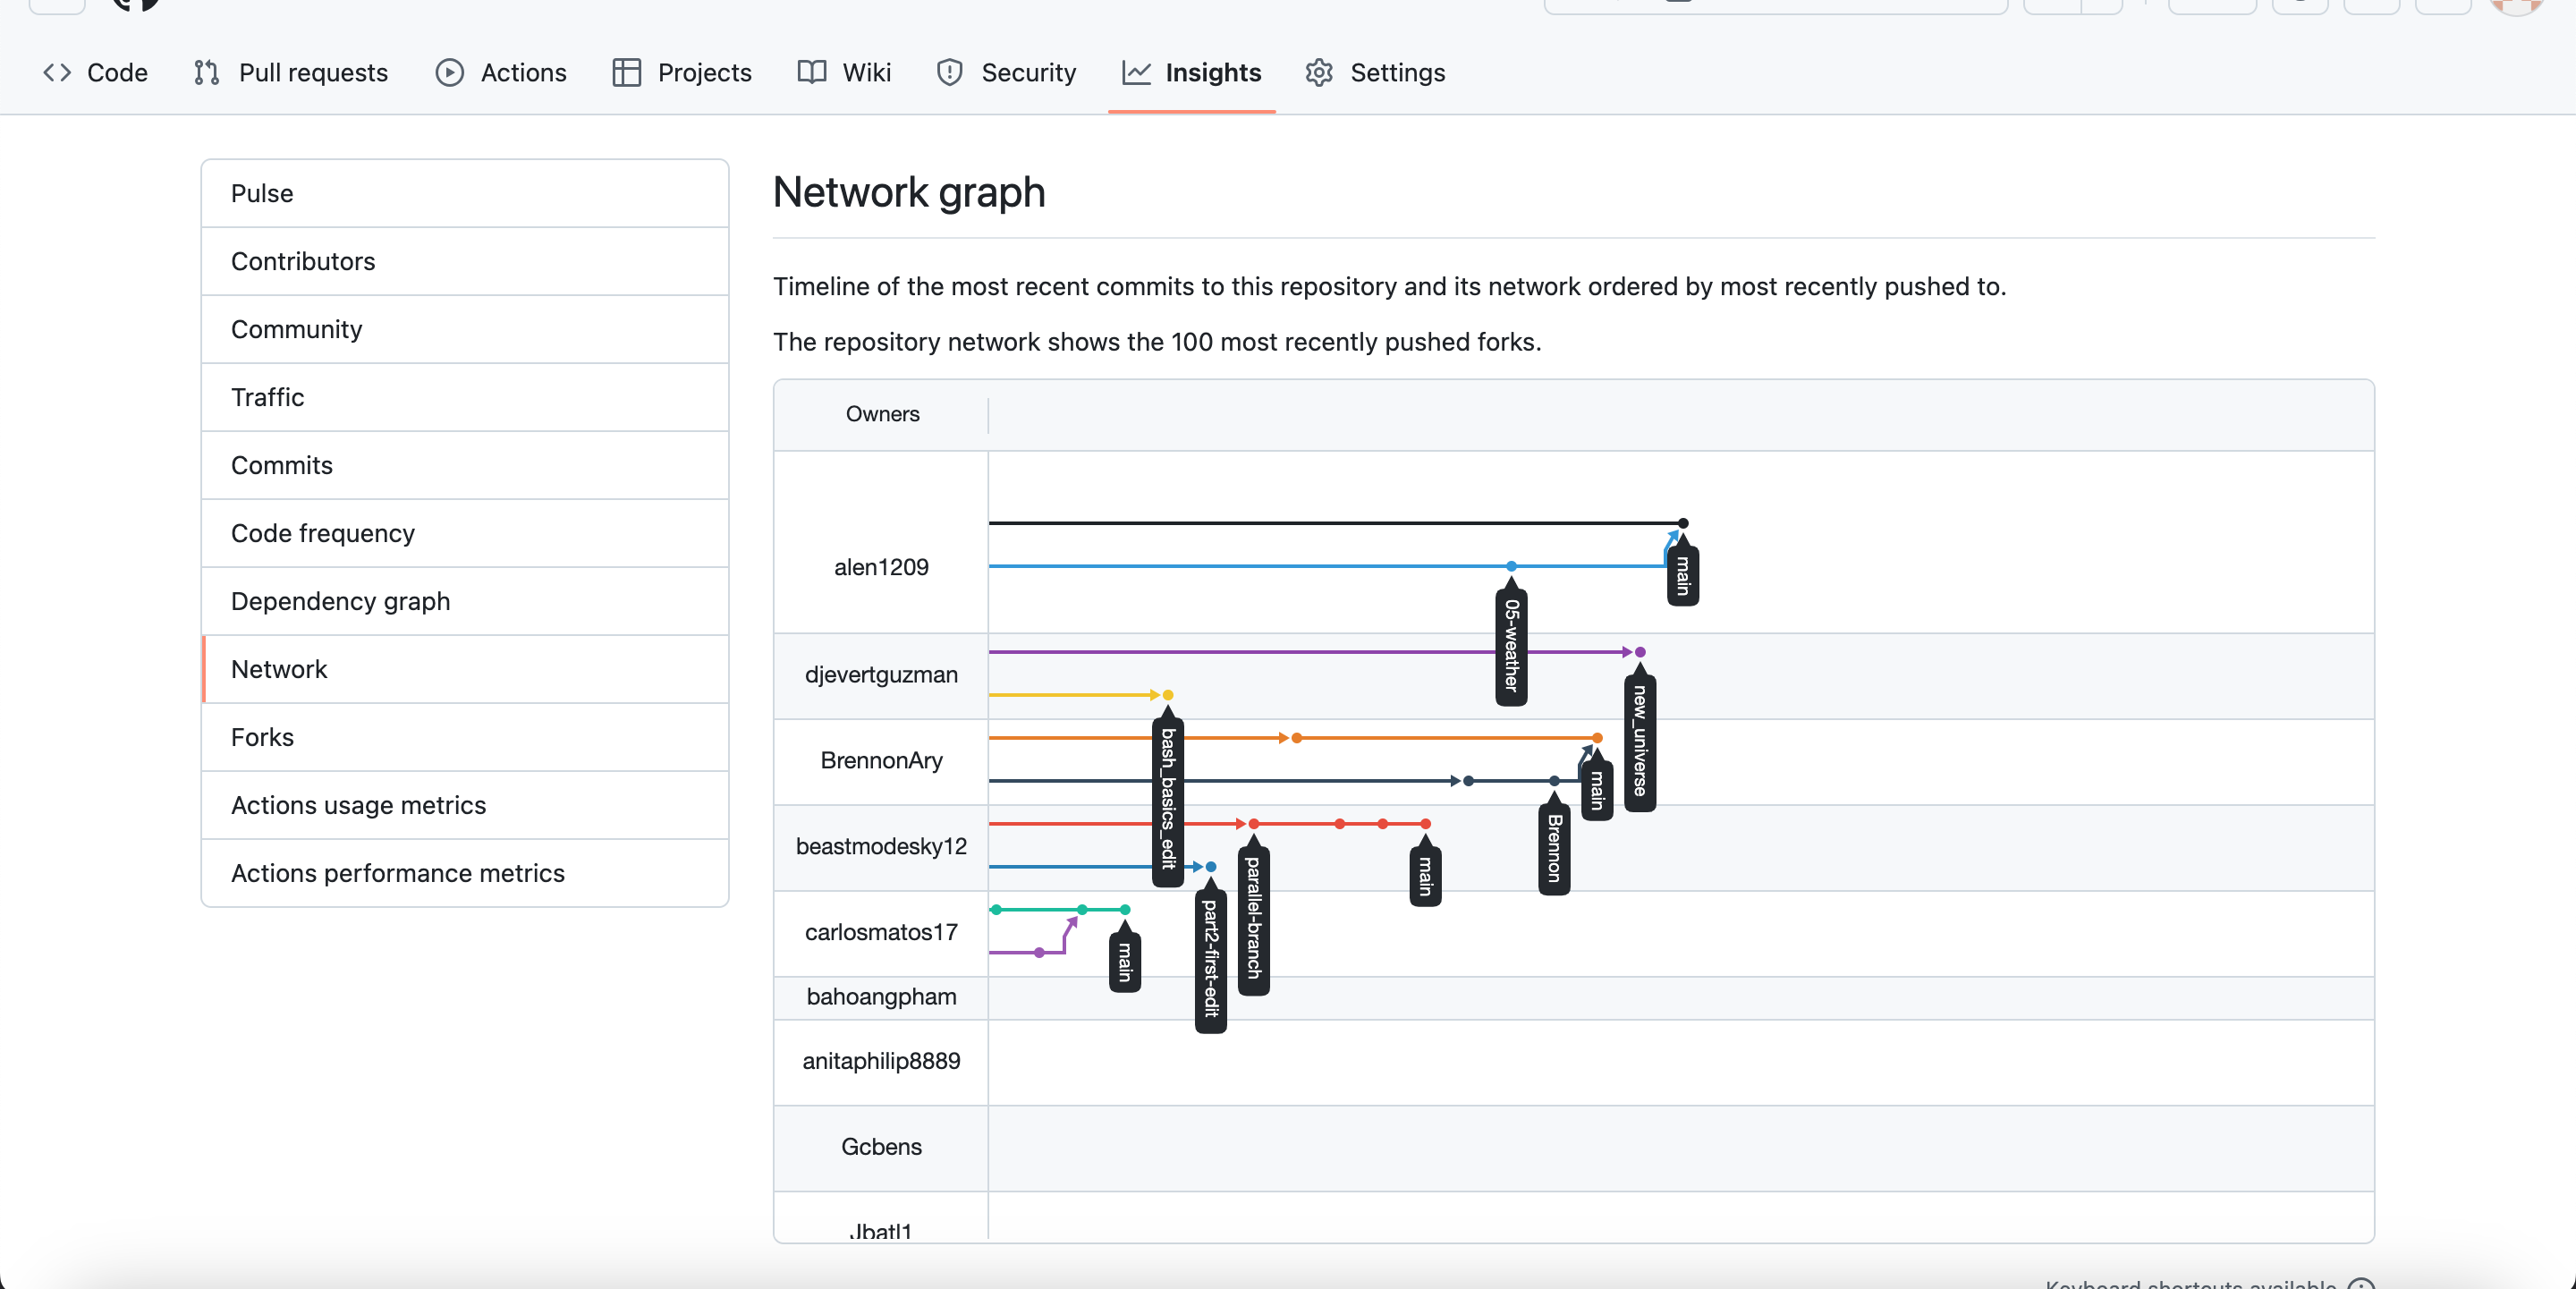 Code
Pull requests
Actions
Projects
Wiki
Security
Insights
Settings
Pulse
Contributors
Community
Traffic
Commits
Code frequency
Dependency graph
Network
Forks
Actions usage metrics
Actions performance metrics
Network graph
Timeline of the most recent commits to this repository and its network ordered by most recently pushed to.
The repository network shows the 100 most recently pushed forks.
Owners
alen1209
main
05-weather
djevertguzman
new_universe
bash_basics_edit
BrennonAry
main
Brennon
beastmodesky12
main
parallel-branch
part2-first-edit
carlosmatos17
main
bahoangpham
anitaphilip8889
Gcbens
Jbatl1
Keyboard shortcuts available